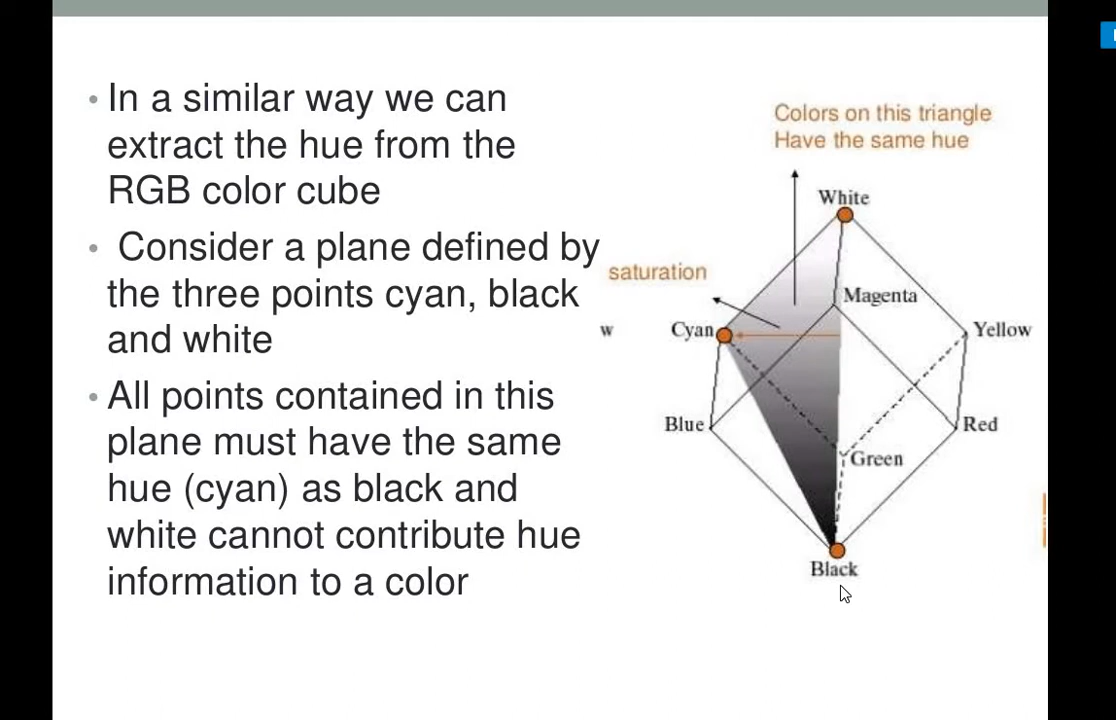 • In a similar way we can
extract the hue from the
RGB color cube
• Consider a plane defined by
the three points cyan, black
and white
• All points contained in this
plane must have the same
hue (cyan) as black and
white cannot contribute hue
information to a color
Colors on this triangle
Have the same hue
White
saturation
Magenta
w
Cyan
Yellow
Blue
Red
Green
Black